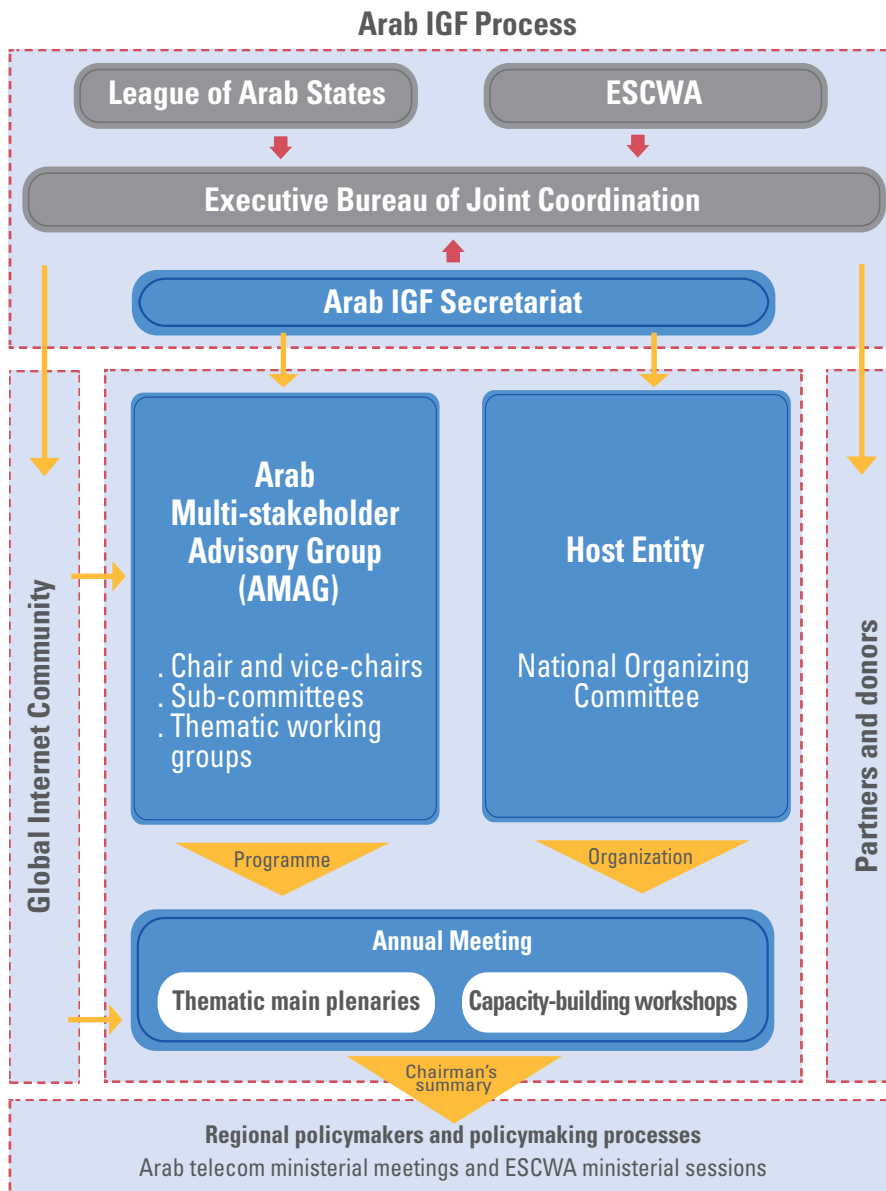 Arab IGF Process
League of Arab States
ESCWA
Executive Bureau of Joint Coordination
Arab IGF Secretariat
Global Internet Community
Arab
Multi-stakeholder
Advisory Group
(AMAG)
. Chair and vice-chairs
. Sub-committees
. Thematic working
groups
Host Entity
National Organizing
Committee
Partners and donors
Programme
Organization
Annual Meeting
Thematic main plenaries
Capacity-building workshops
Chairman's
summary
Regional policymakers and policymaking processes
Arab telecom ministerial meetings and ESCWA ministerial sessions